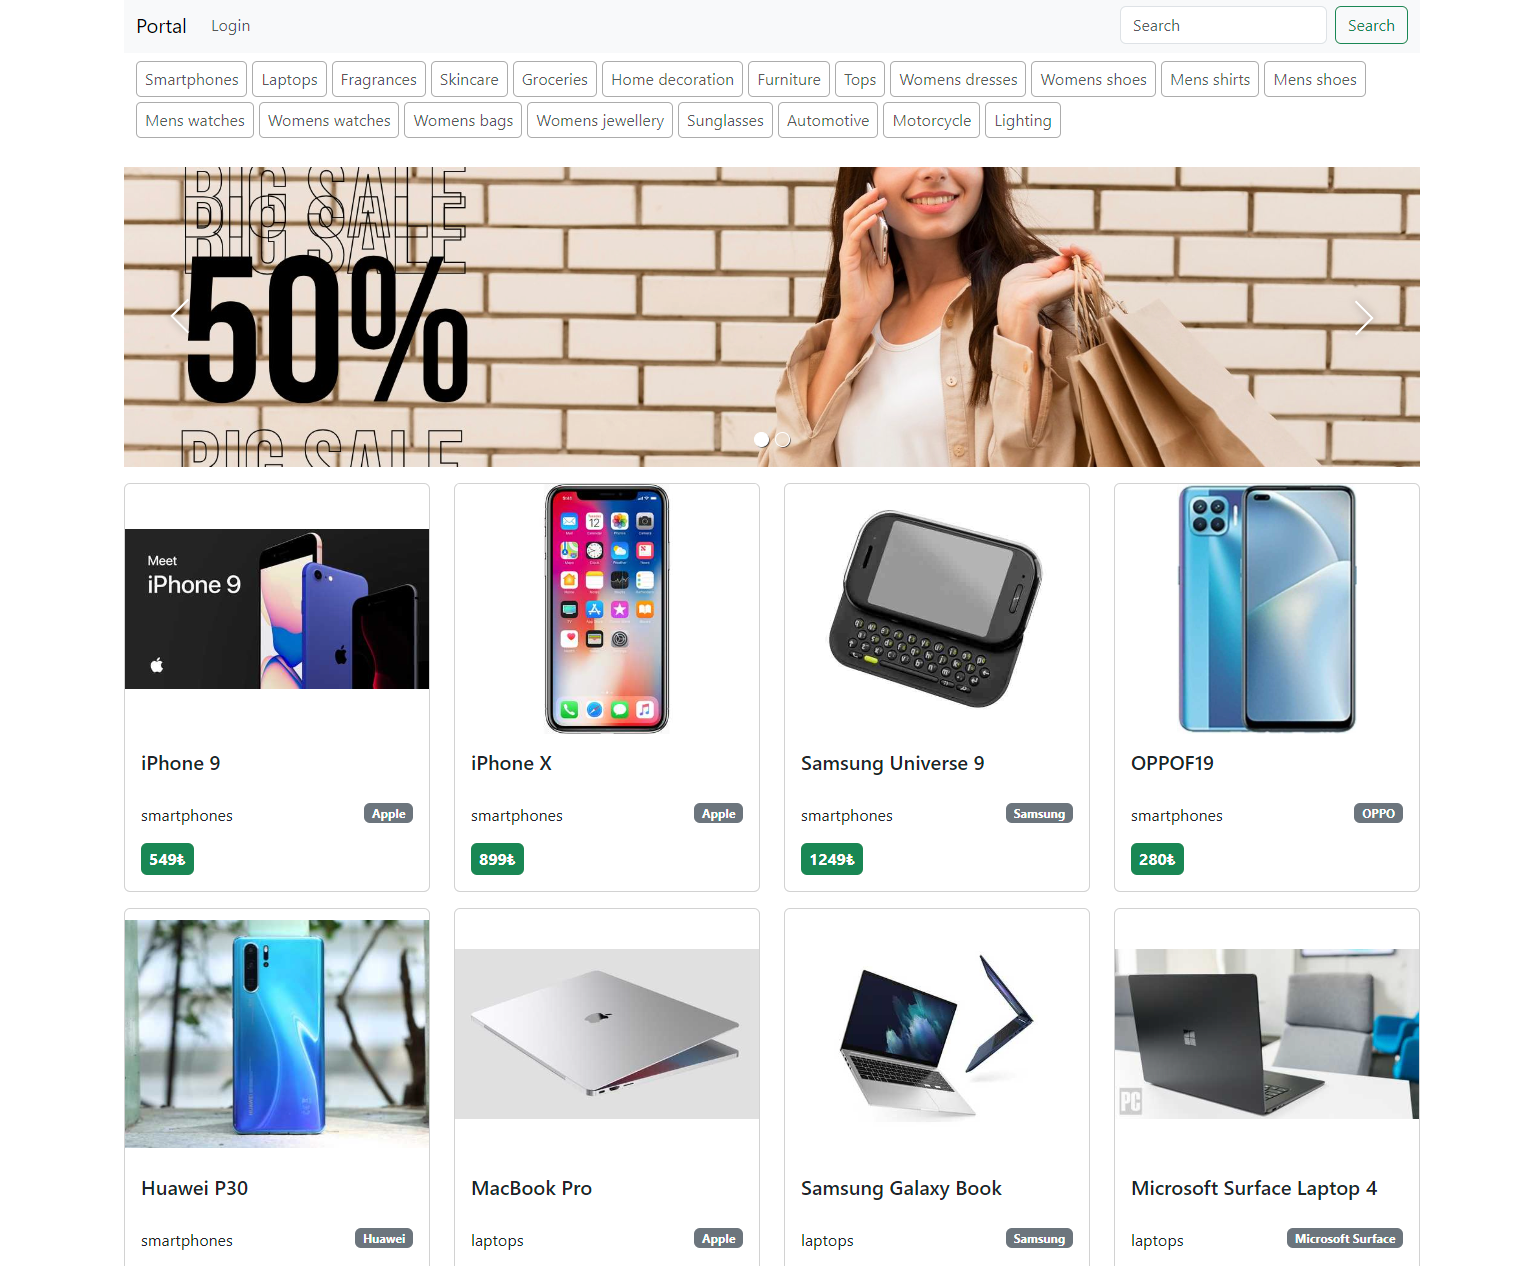 Portal Login Search Search
Smartphones Laptops Fragrances Skincare Groceries Home decoration Furniture Tops Womens dresses Womens shoes Mens shirts Mens shoes
Mens watches Womens watches Womens bags Womens jewellery Sunglasses Automotive Motorcycle Lighting
BIG SALE
BIG SALE
BIG SALE
50%
BIG SALE
Meet
iPhone 9
iPhone 9
iPhone X
Samsung Universe 9
OPPOF19
smartphones Apple
smartphones Apple
smartphones Samsung
smartphones OPPO
549₺
899₺
1249₺
280₺
PC
Huawei P30
MacBook Pro
Samsung Galaxy Book
Microsoft Surface Laptop 4
smartphones Huawei
laptops Apple
laptops Samsung
laptops Microsoft Surface